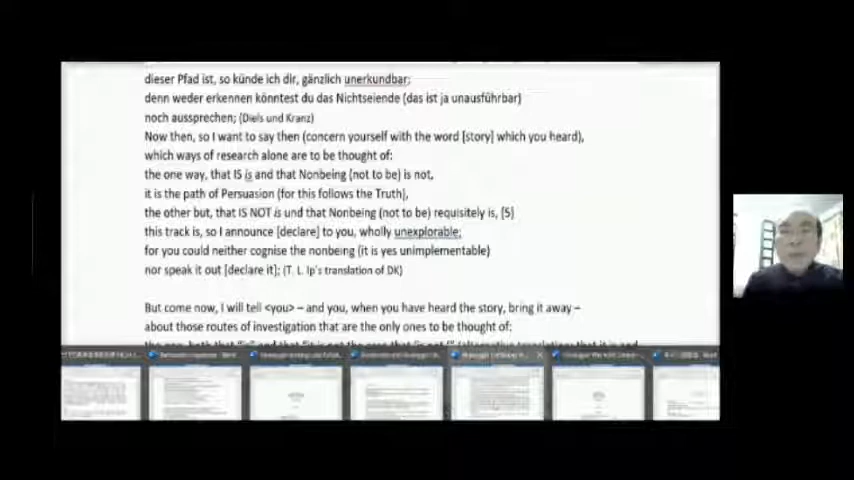 dieser Pfad ist, so künde ich dir, gänzlich unerkundbar;
denn weder erkennen könntest du das Nichtseiende (das ist ja unausführbar)
noch aussprechen; (Diels und Kranz)
Now then, so I want to say then (concern yourself with the word [story] which you heard),
which ways of research alone are to be thought of:
the one way, that IS is and that Nonbeing (not to be) is not,
it is the path of Persuasion (for this follows the Truth),
the other but, that IS NOT is und that Nonbeing (not to be) requisitely is, [5]
this track is, so I announce [declare] to you, wholly unexplorable;
for you could neither cognise the nonbeing (it is yes unimplementable)
nor speak it out [declare it]; (T. L. Ip's translation of DK)
But come now, I will tell <you> – and you, when you have heard the story, bring it away –
about those routes of investigation that are the only ones to be thought of: